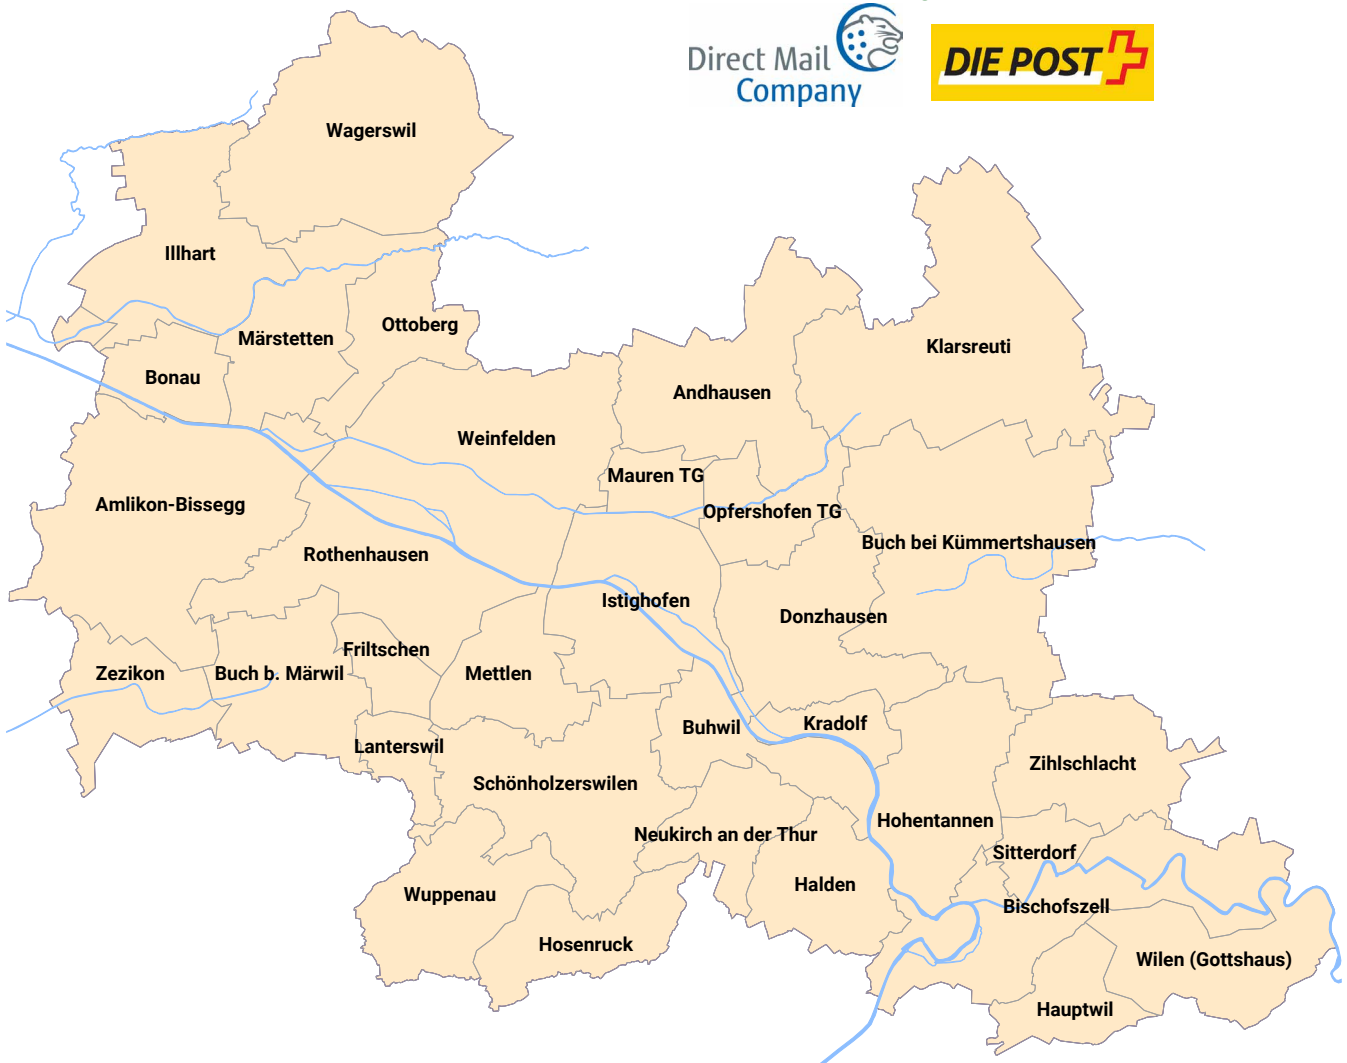 Direct Mail
Company
DIE POST
Wagerswil
Illhart
Märstetten
Ottoberg
Bonau
Klarsreuti
Andhausen
Weinfelden
Mauren TG
Amlikon-Bissegg
Opfershofen TG
Rothenhausen
Buch bei Kümmertshausen
Istighofen
Donzhausen
Friltschen
Zezikon
Buch b. Märwil
Mettlen
Buhwil
Kradolf
Lanterswil
Zihlschlacht
Schönholzerswilen
Hohentannen
Neukirch an der Thur
Sitterdorf
Halden
Wuppenau
Bischofszell
Hosenruck
Wilen (Gottshaus)
Hauptwil